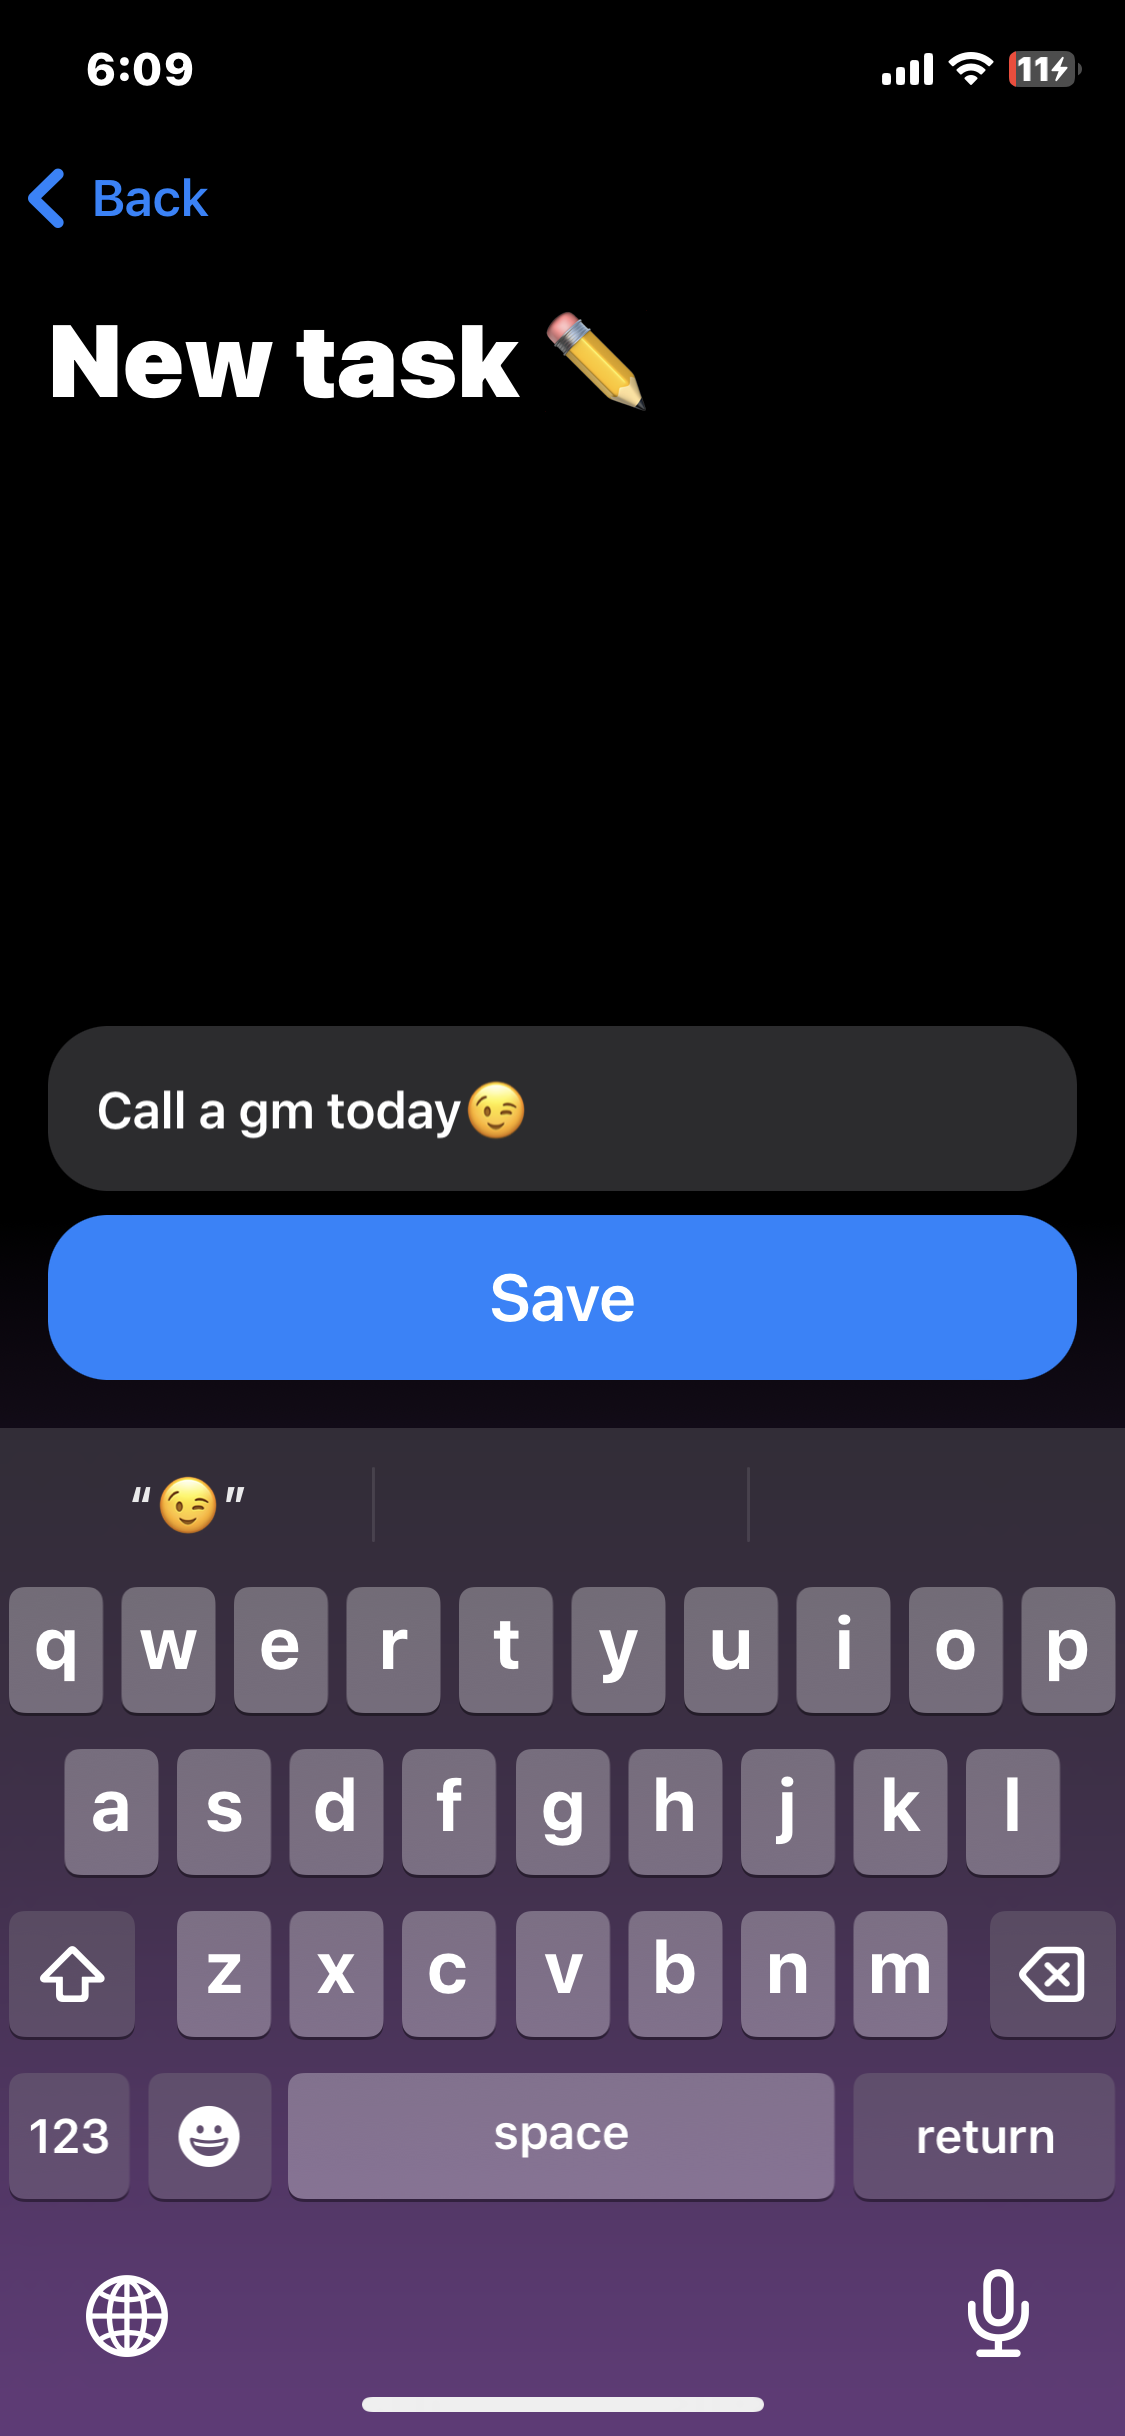 6:09
11
Back
New task ✏️
Call a gm today😉
Save
“😉”
q w e r t y u i o p
a s d f g h j k l
z x c v b n m
123 space return